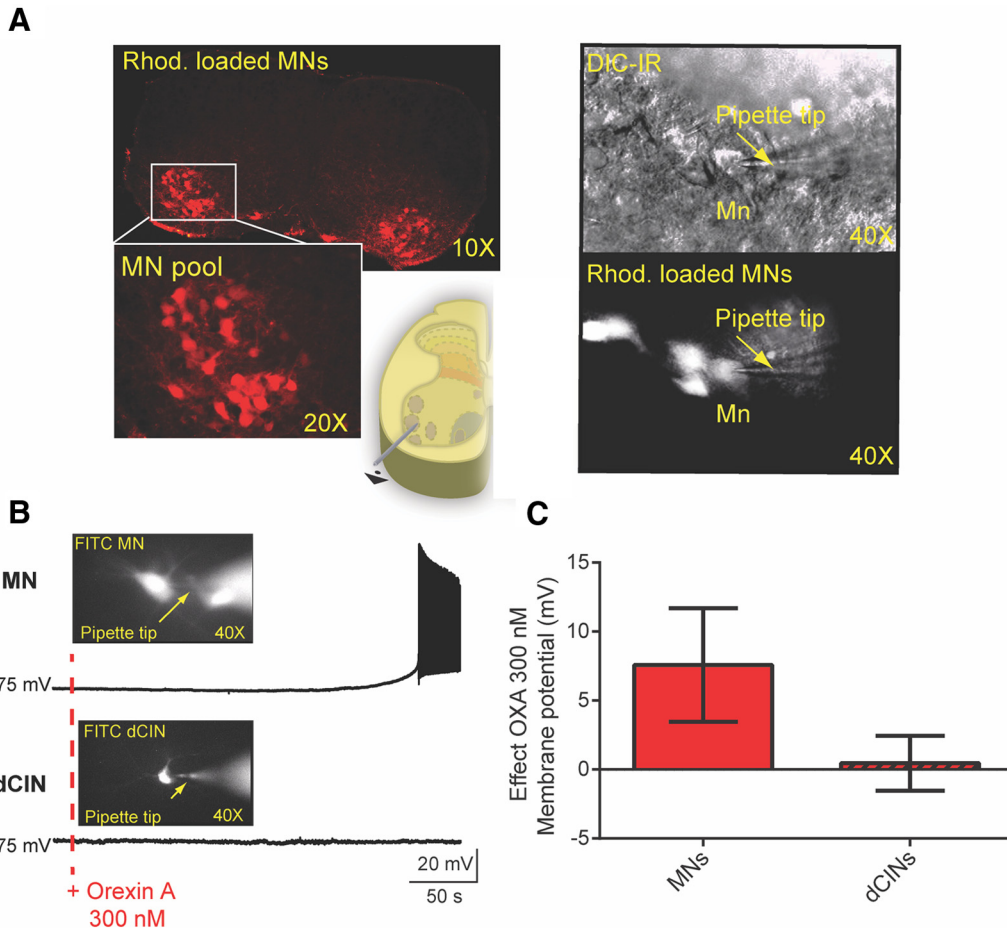 A
Rhod. loaded MNs
10X
MN pool
20X
DIC-IR
Pipette tip
Mn
40X
Rhod. loaded MNs
Pipette tip
Mn
40X
B
FITC MN
MN
Pipette tip
40X
75 mV
FITC dCIN
dCIN
Pipette tip
40X
75 mV
20 mV
50 s
+ Orexin A
300 nM
C
Effect OXA 300 nM
Membrane potential (mV)
15
10
5
0
-5
MNs
dCINs